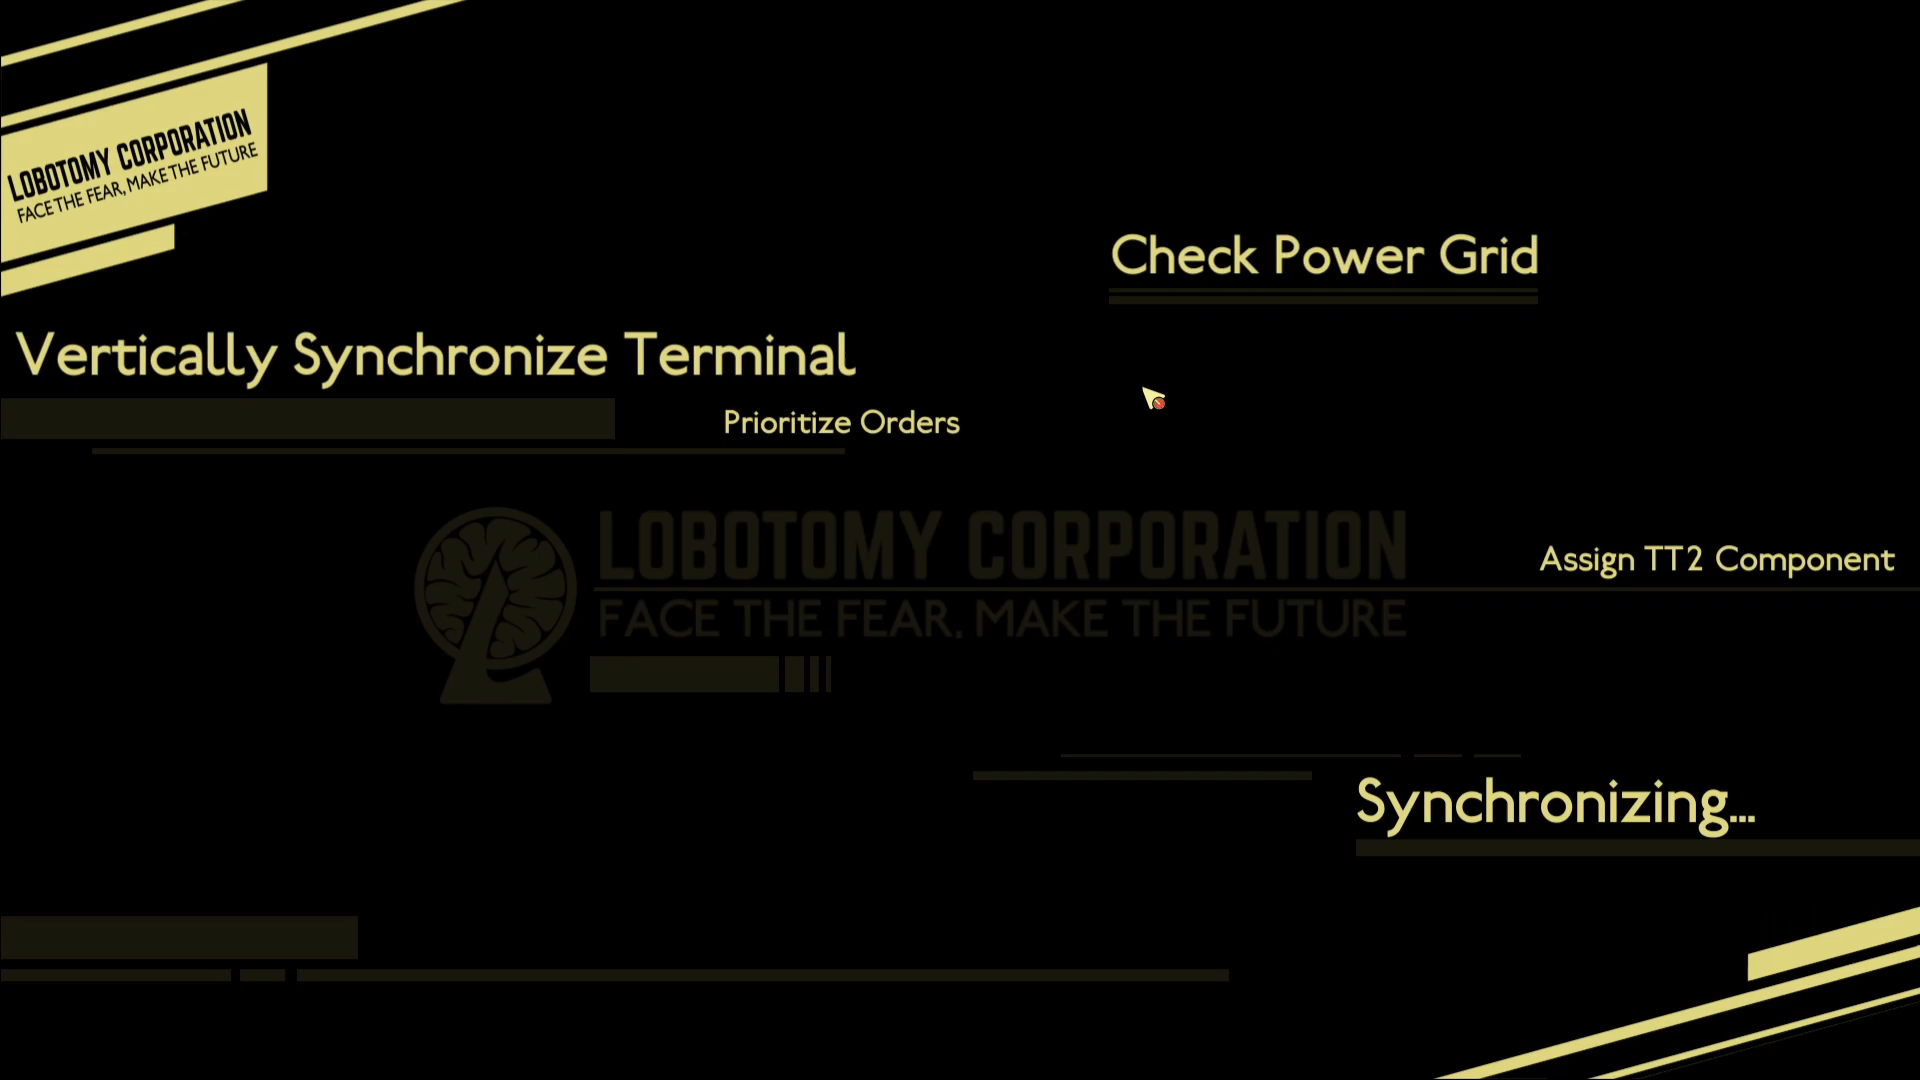 LOBOTOMY CORPORATION
FACE THE FEAR, MAKE THE FUTURE
Check Power Grid
Vertically Synchronize Terminal
Prioritize Orders
LOBOTOMY CORPORATION
Assign TT2 Component
FACE THE FEAR, MAKE THE FUTURE
Synchronizing...